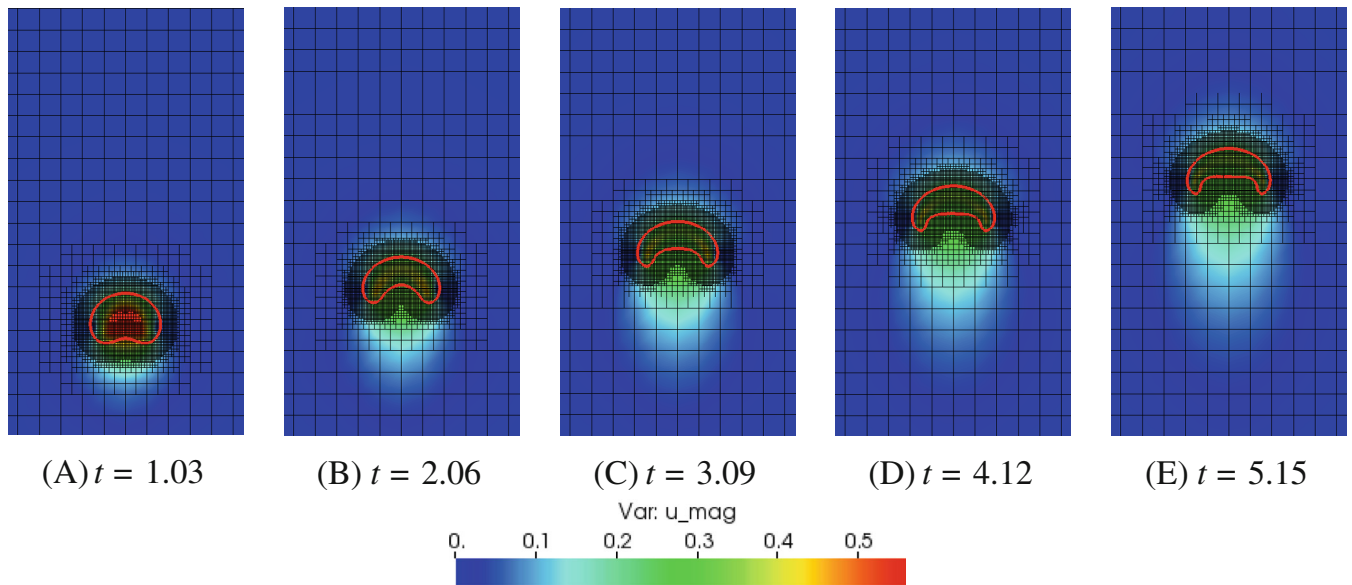 (A) t = 1.03 (B) t = 2.06 (C) t = 3.09 (D) t = 4.12 (E) t = 5.15
Var: u_mag
0. 0.1 0.2 0.3 0.4 0.5